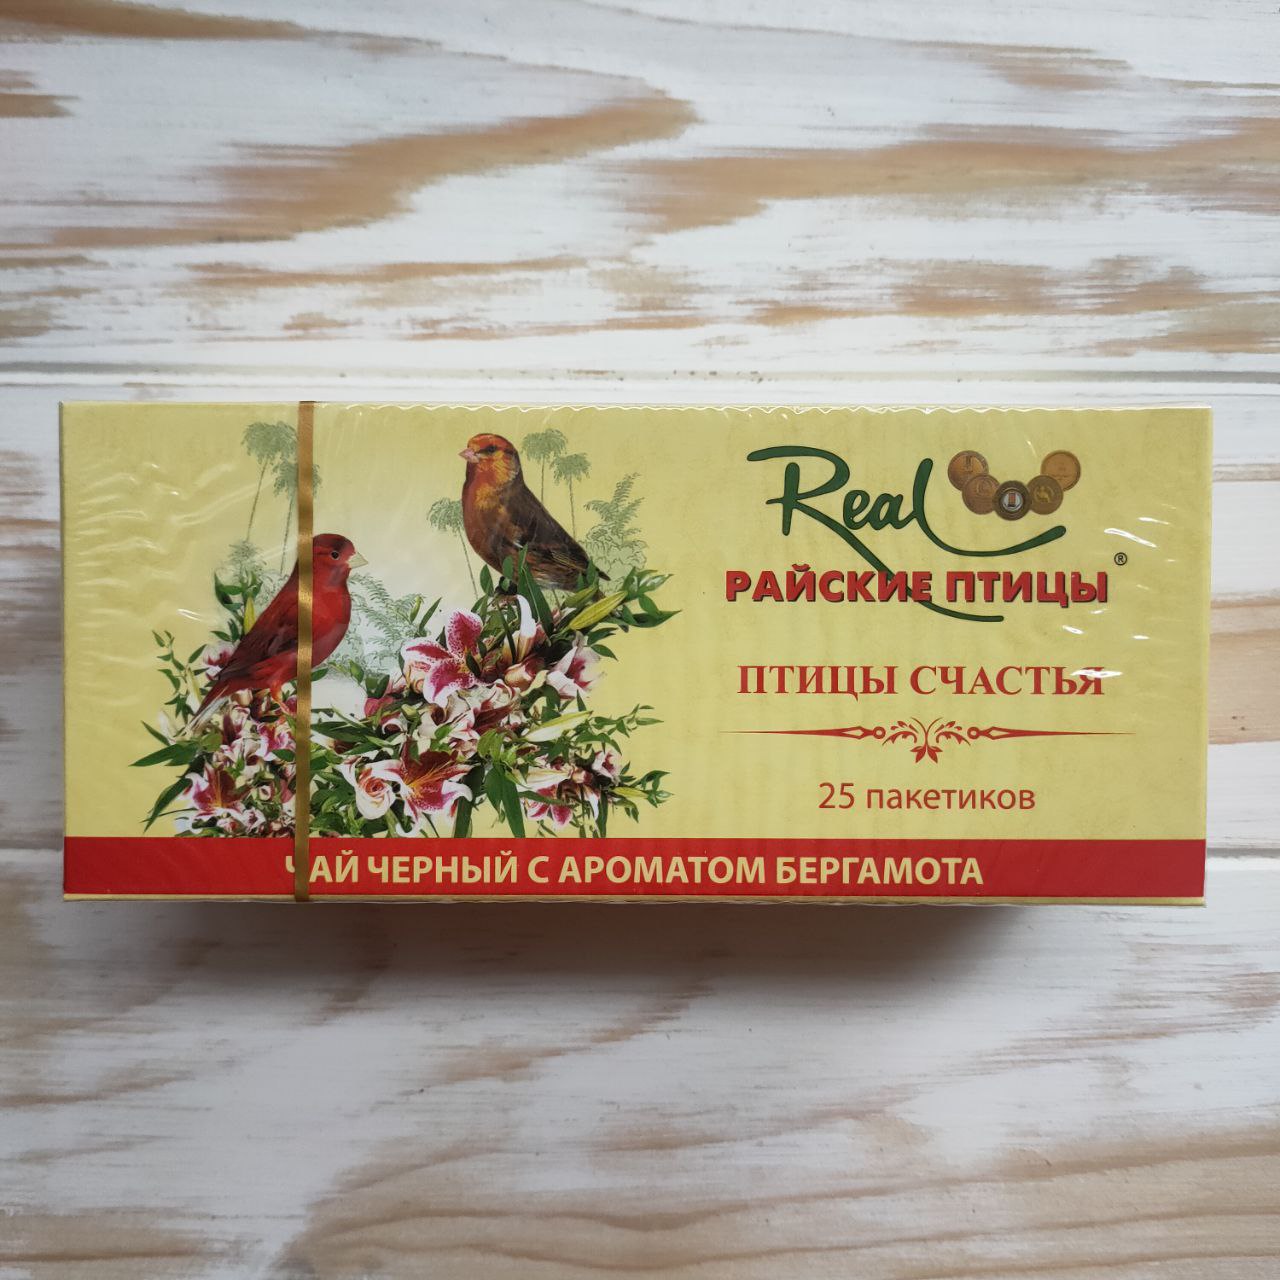 Real
РАЙСКИЕ ПТИЦЫ®
ПТИЦЫ СЧАСТЬЯ
25 пакетиков
ЧАЙ ЧЕРНЫЙ С АРОМАТОМ БЕРГАМОТА